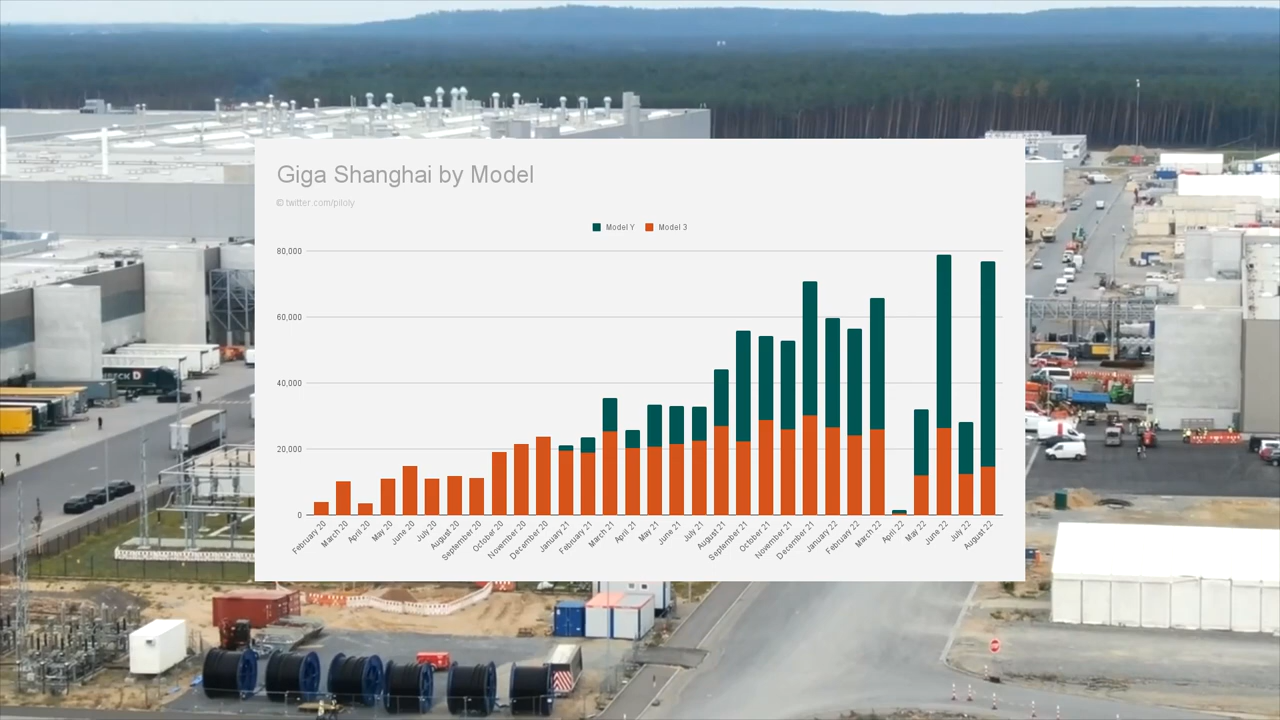 Giga Shanghai by Model
© twitter.com/piloly
Model Y Model 3
80,000
60,000
40,000
20,000
0
February 20 March 20 April 20 May 20 June 20 July 20 August 20 September 20 October 20 November 20 December 20 January 21 February 21 March 21 April 21 May 21 June 21 July 21 August 21 September 21 October 21 November 21 December 21 January 22 February 22 March 22 April 22 May 22 June 22 July 22 August 22